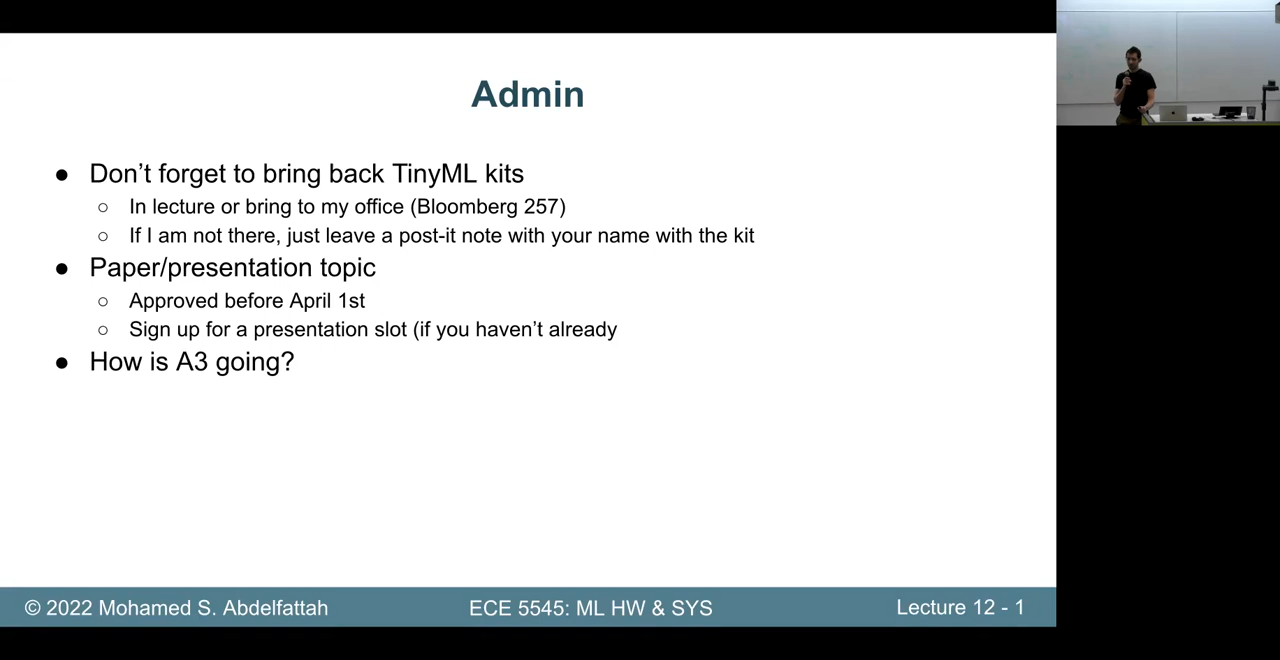 Admin
● Don't forget to bring back TinyML kits
○ In lecture or bring to my office (Bloomberg 257)
○ If I am not there, just leave a post-it note with your name with the kit
● Paper/presentation topic
○ Approved before April 1st
○ Sign up for a presentation slot (if you haven't already
● How is A3 going?
© 2022 Mohamed S. Abdelfattah ECE 5545: ML HW & SYS Lecture 12 - 1